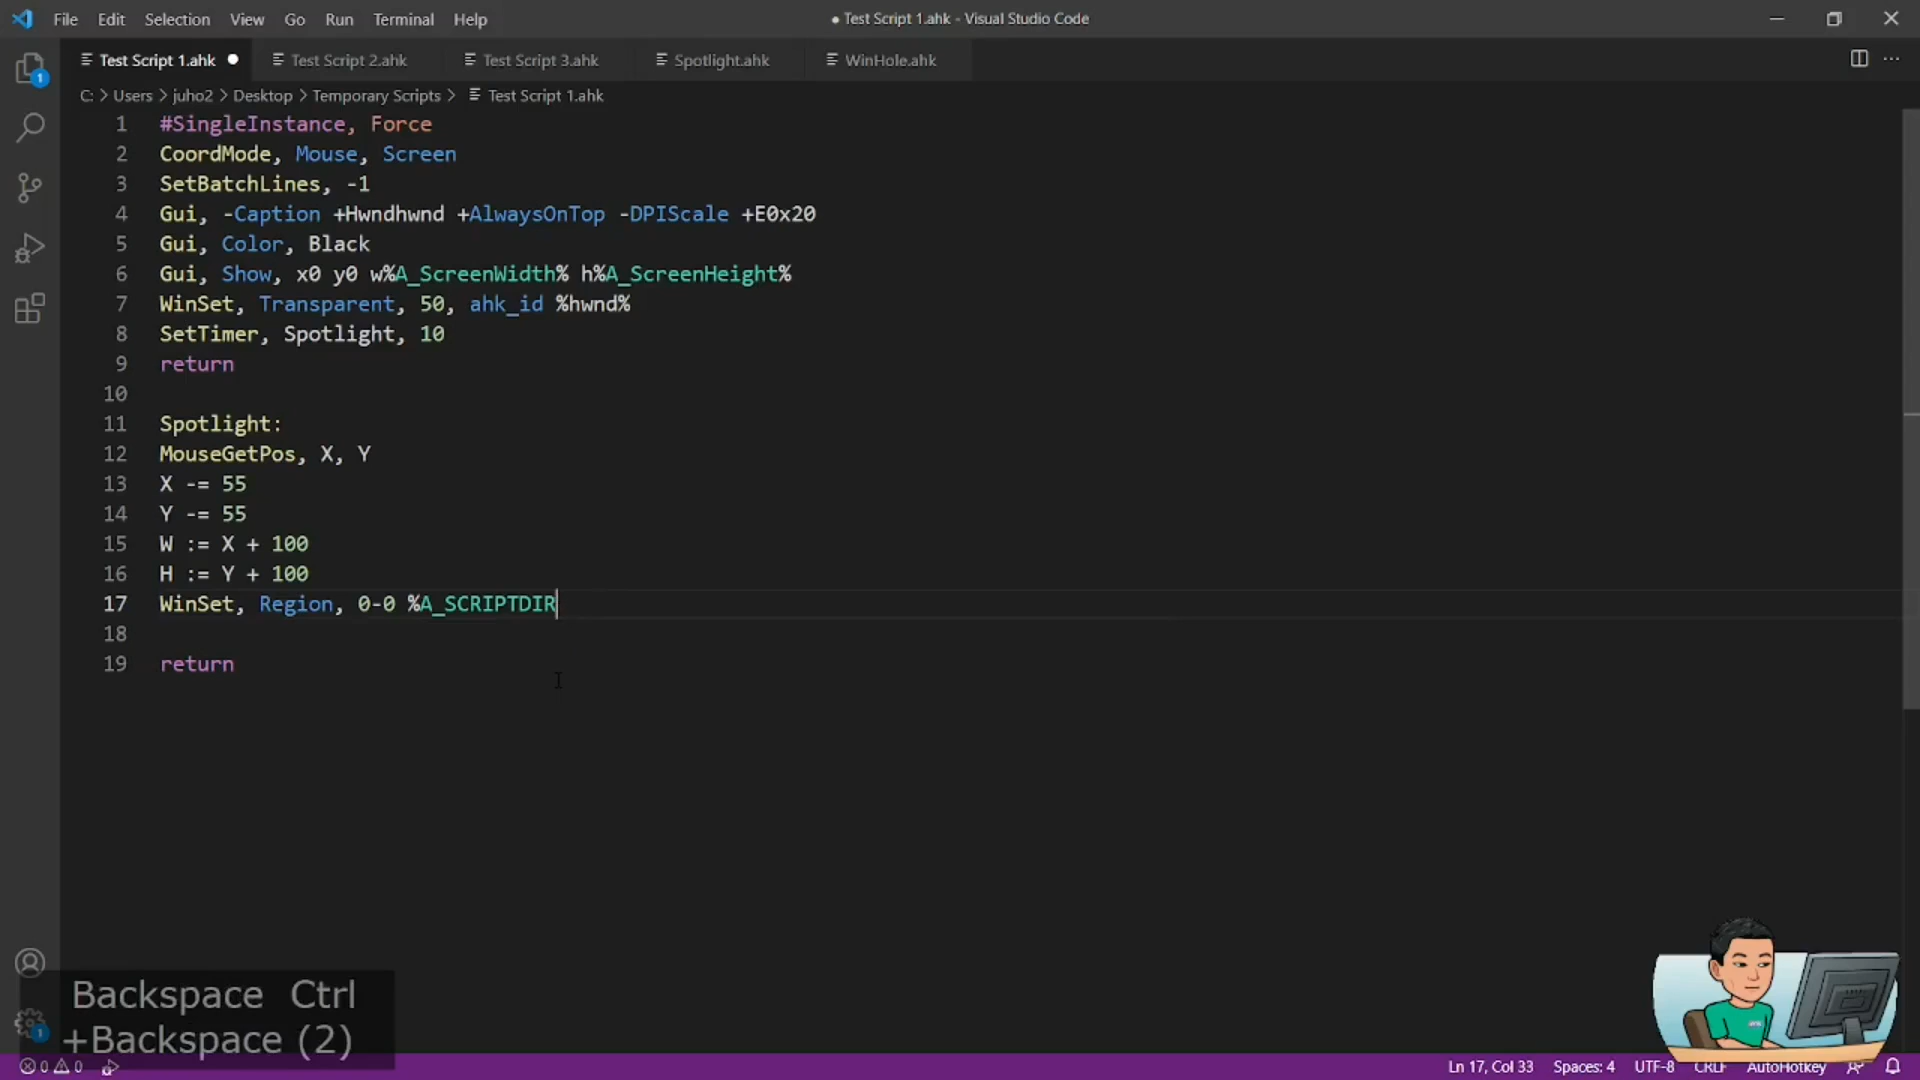 File Edit Selection View Go Run Terminal Help ● Test Script 1.ahk - Visual Studio Code
Test Script 1.ahk Test Script 2.ahk Test Script 3.ahk Spotlight.ahk WinHole.ahk
C: > Users > juho2 > Desktop > Temporary Scripts > Test Script 1.ahk
1 #SingleInstance, Force
2 CoordMode, Mouse, Screen
3 SetBatchLines, -1
4 Gui, -Caption +Hwndhwnd +AlwaysOnTop -DPIScale +E0x20
5 Gui, Color, Black
6 Gui, Show, x0 y0 w%A_ScreenWidth% h%A_ScreenHeight%
7 WinSet, Transparent, 50, ahk_id %hwnd%
8 SetTimer, Spotlight, 10
9 return
10
11 Spotlight:
12 MouseGetPos, X, Y
13 X -= 55
14 Y -= 55
15 W := X + 100
16 H := Y + 100
17 WinSet, Region, 0-0 %A_SCRIPTDIR
18
19 return
Backspace Ctrl
+Backspace (2)
0 0 Ln 17, Col 33 Spaces: 4 UTF-8 CRLF AutoHotkey